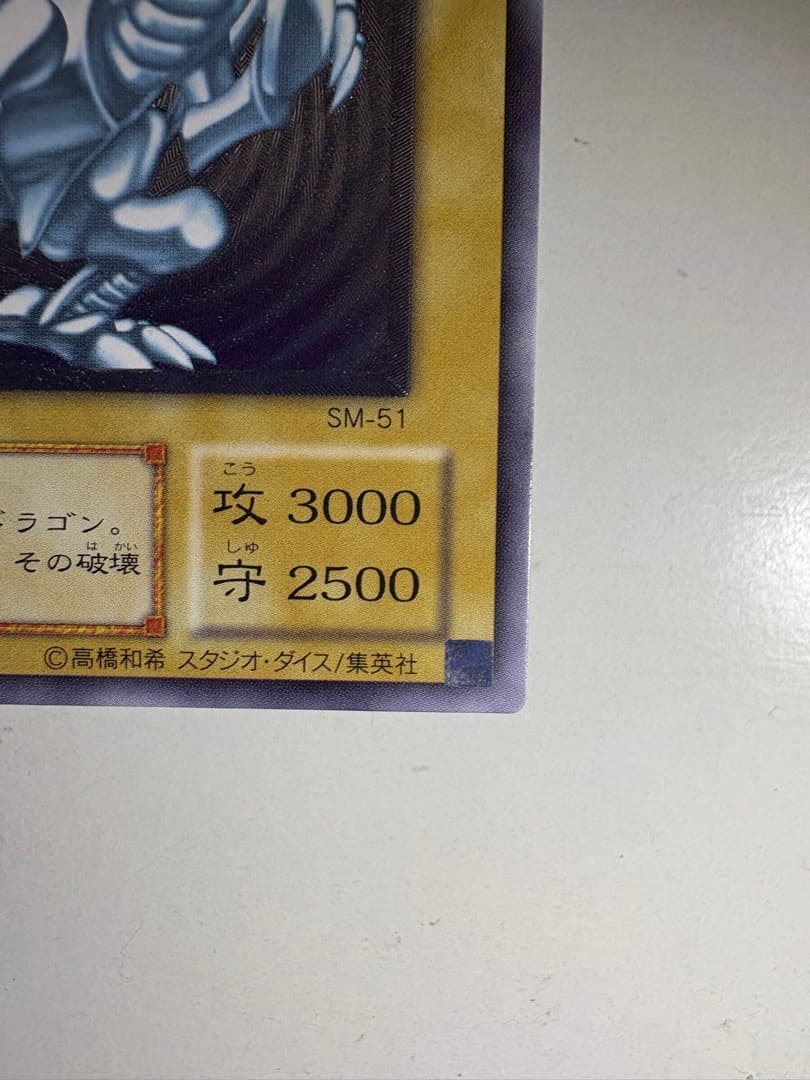 SM-51
こう
攻 3000
しゅ
守 2500
ドラゴン。
は かい
その破壊
©高橋和希 スタジオ・ダイス/集英社